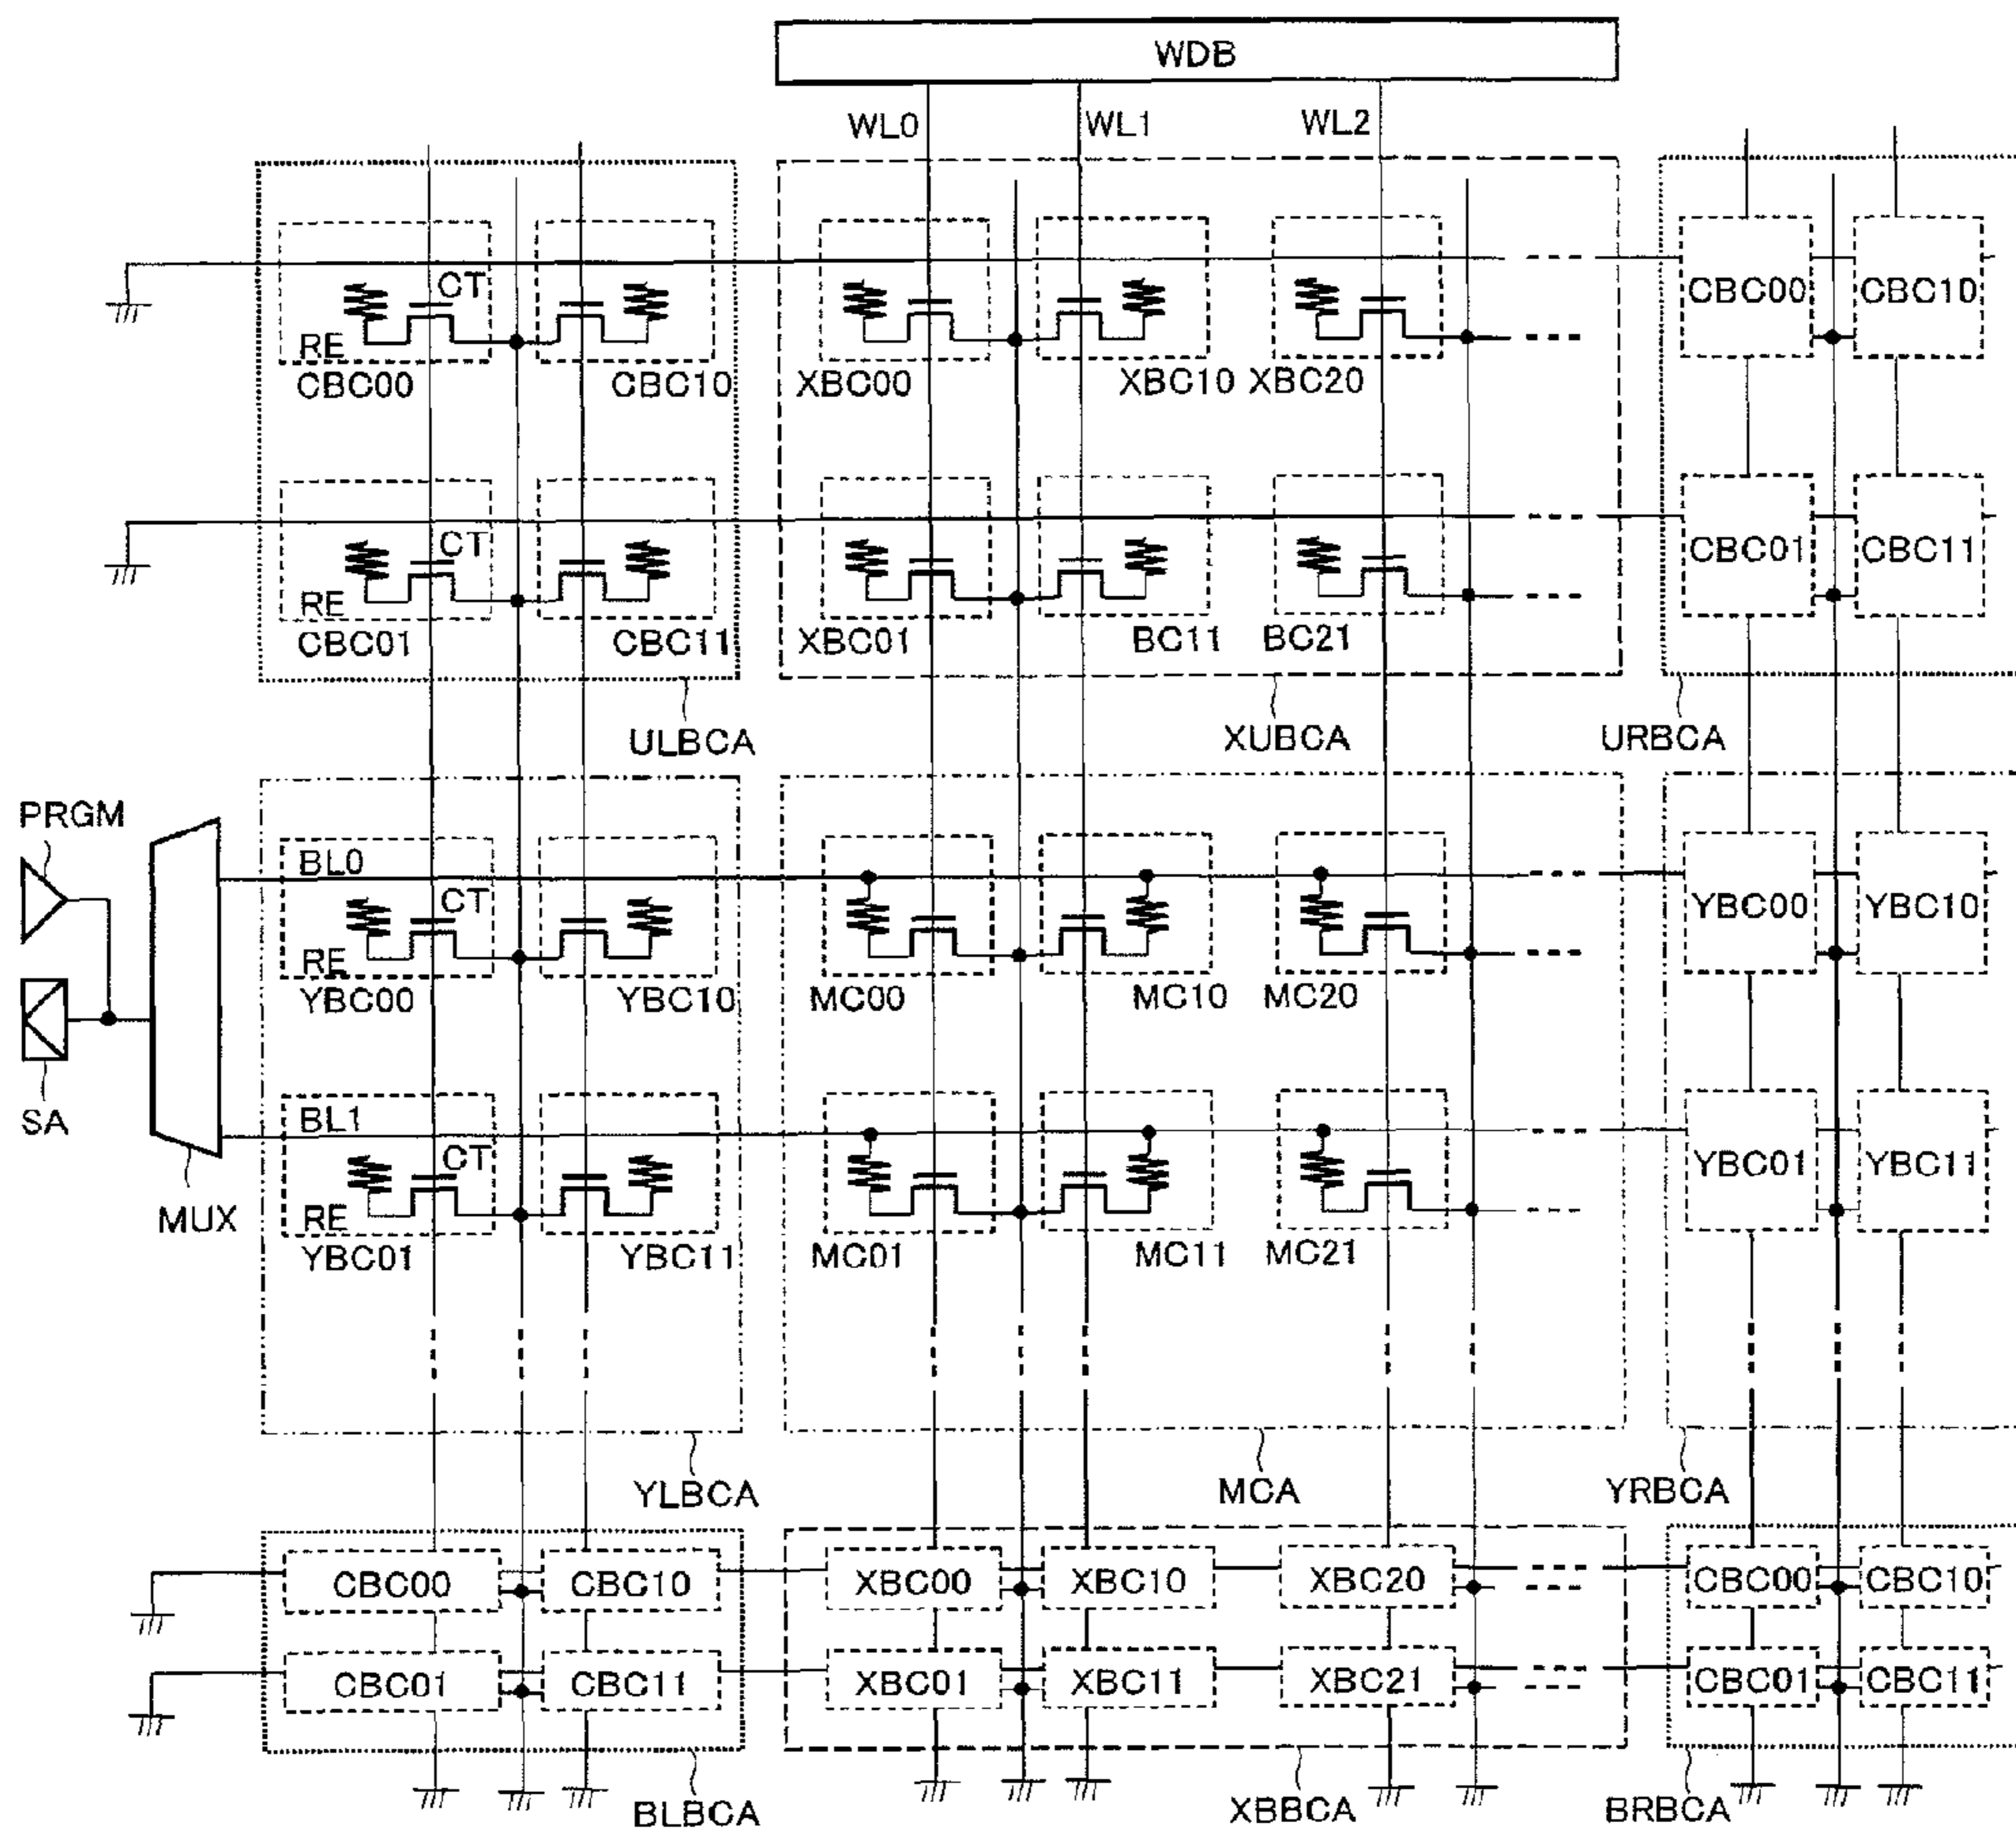 WDB
WL0 WL1 WL2
CT
CBC00 CBC10
RE
CBC00 CBC10 XBC00 XBC10 XBC20
CBC01 CBC11
CT
RE
CBC01 CBC11 XBC01 BC11 BC21
ULBCA XUBCA URBCA
PRGM
BL0
CT
YBC00 YBC10
RE
YBC00 YBC10 MC00 MC10 MC20
SA
BL1
CT
YBC01 YBC11
MUX
RE
YBC01 YBC11 MC01 MC11 MC21
YLBCA MCA YRBCA
CBC00 CBC10 XBC00 XBC10 XBC20 CBC00 CBC10
CBC01 CBC11 XBC01 XBC11 XBC21 CBC01 CBC11
BLBCA XBBCA BRBCA